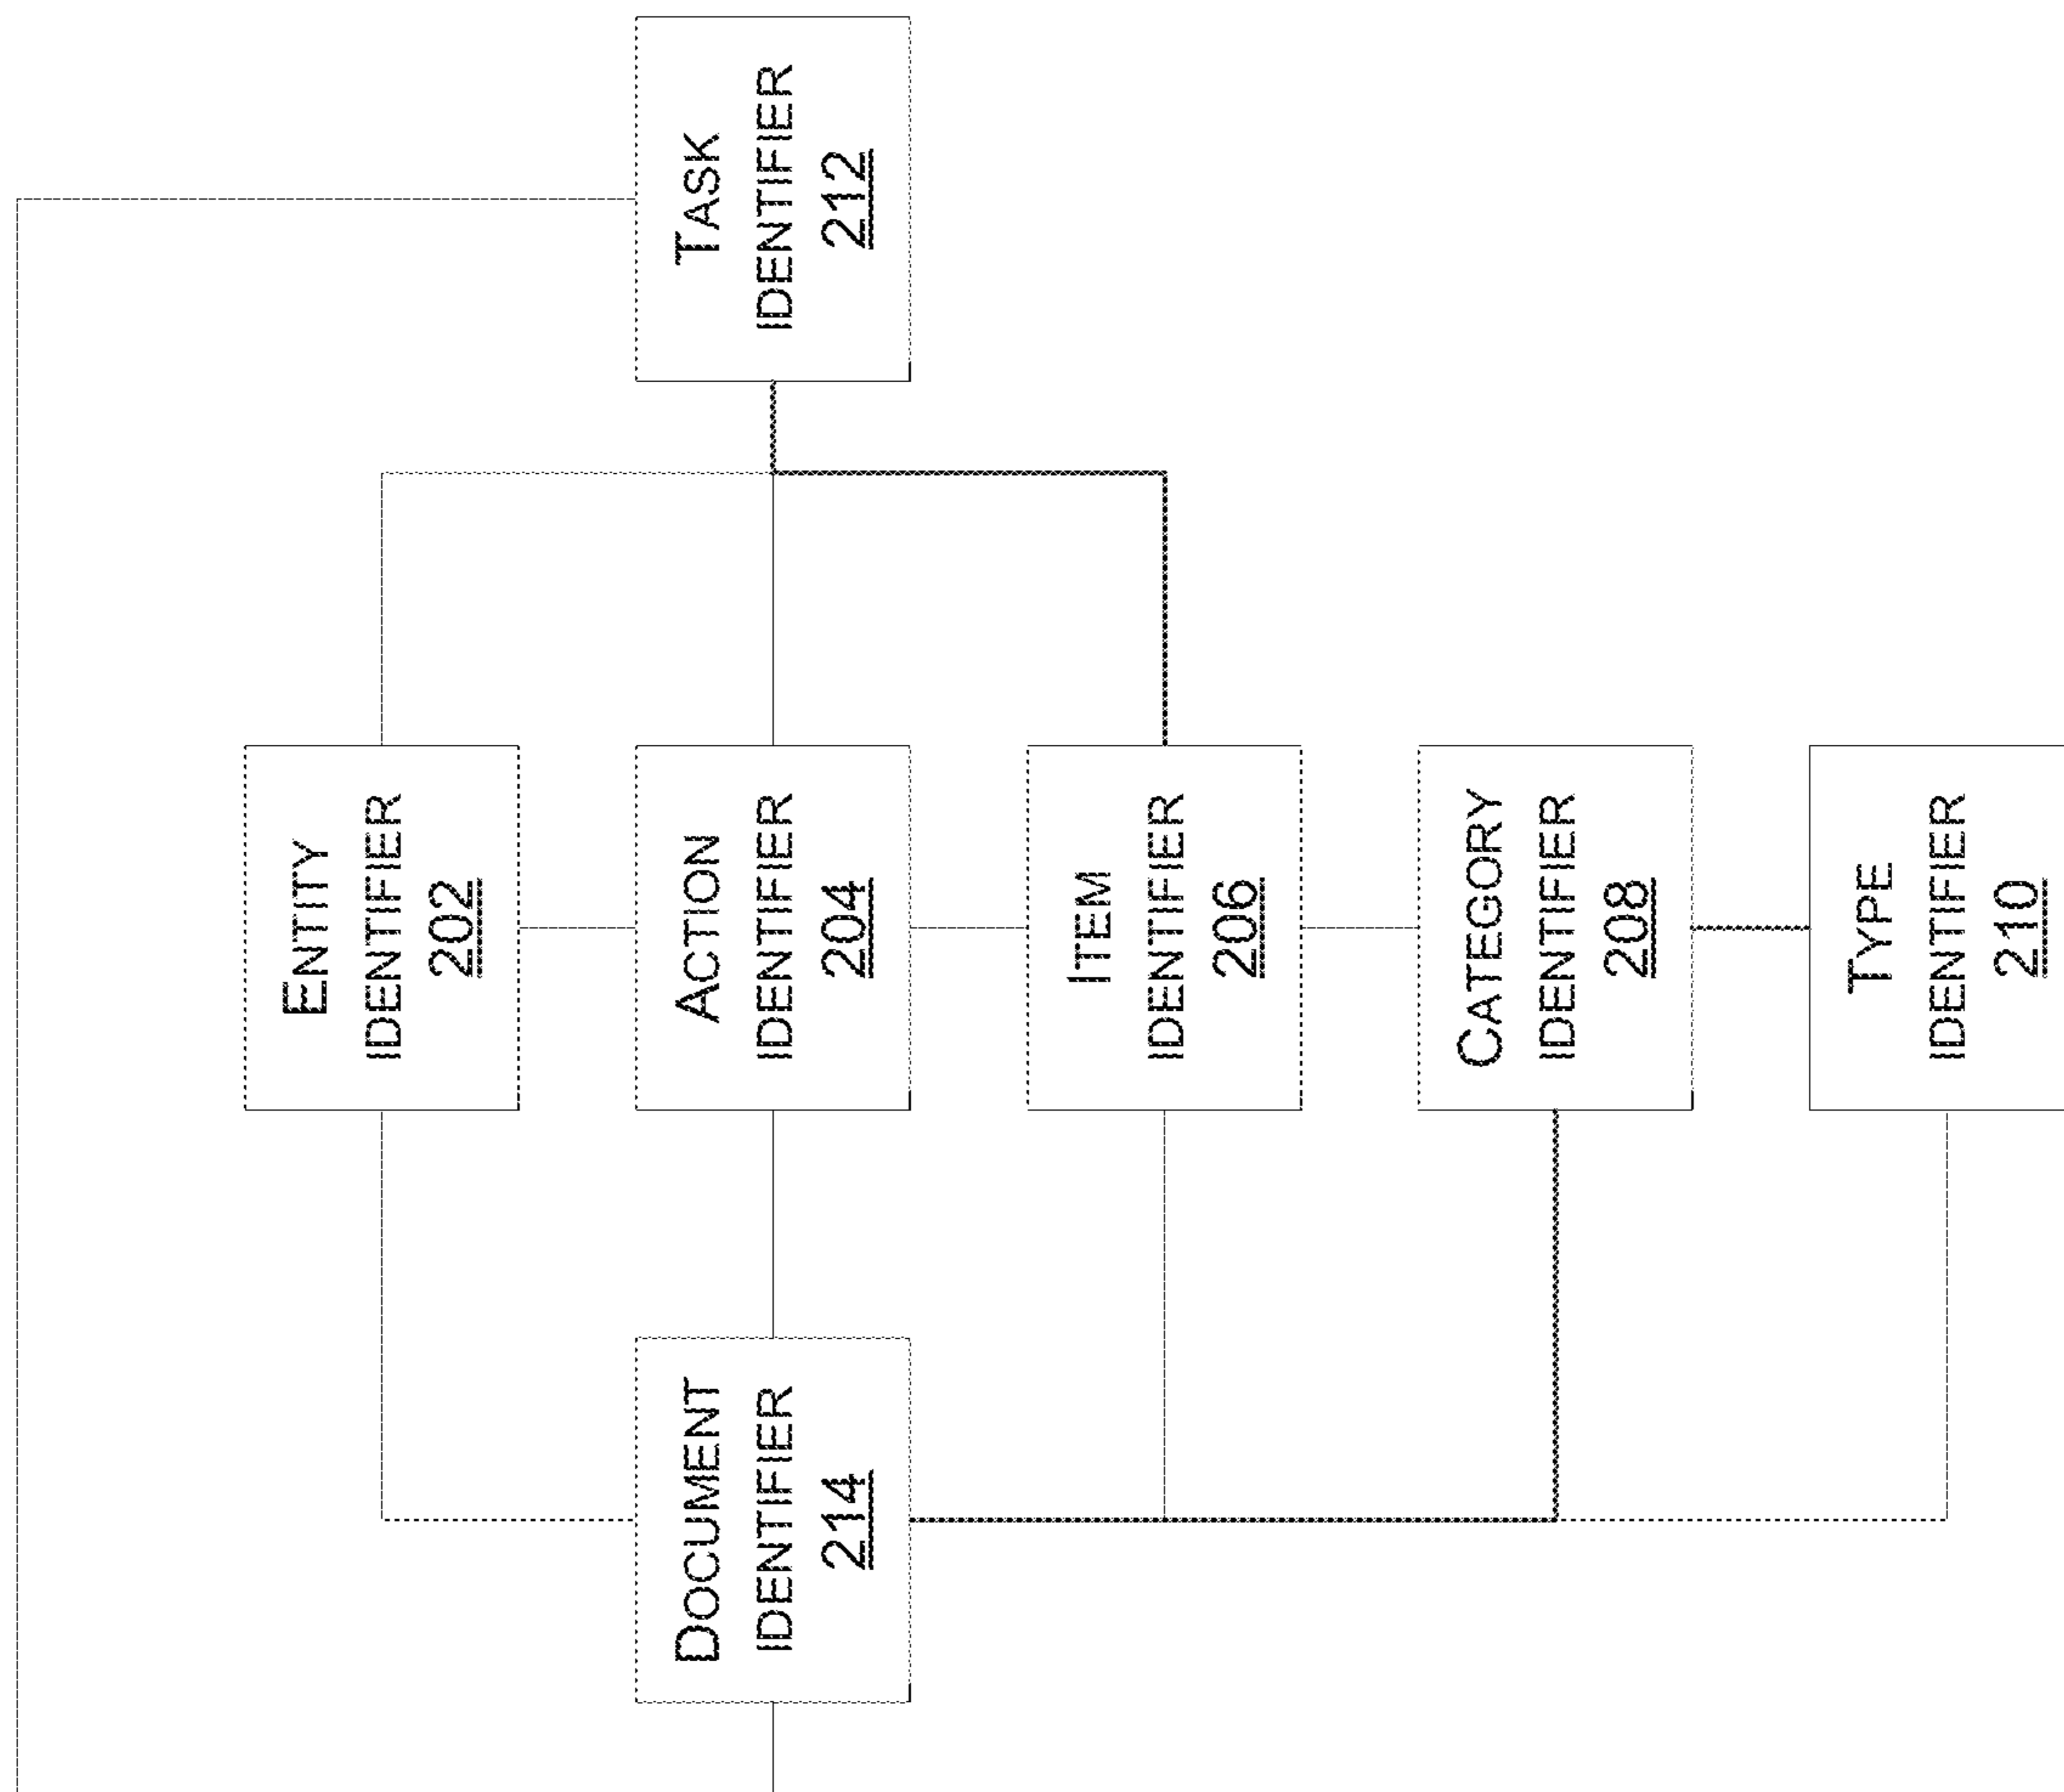 ENTITY
IDENTIFIER
202
DOCUMENT
IDENTIFIER
214
ACTION
IDENTIFIER
204
TASK
IDENTIFIER
212
ITEM
IDENTIFIER
206
CATEGORY
IDENTIFIER
208
TYPE
IDENTIFIER
210